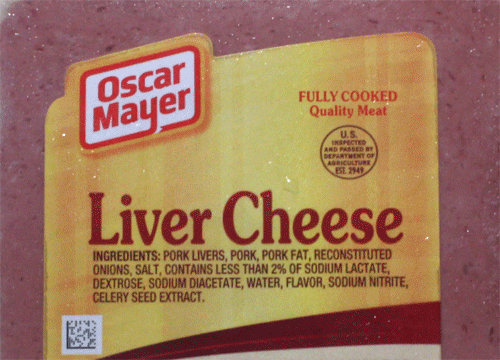 Oscar
Mayer
FULLY COOKED
Quality Meat
U.S.
INSPECTED
AND PASSED BY
DEPARTMENT OF
AGRICULTURE
EST. 2949
Liver Cheese
INGREDIENTS: PORK LIVERS, PORK, PORK FAT, RECONSTITUTED
ONIONS, SALT, CONTAINS LESS THAN 2% OF SODIUM LACTATE,
DEXTROSE, SODIUM DIACETATE, WATER, FLAVOR, SODIUM NITRITE,
CELERY SEED EXTRACT.